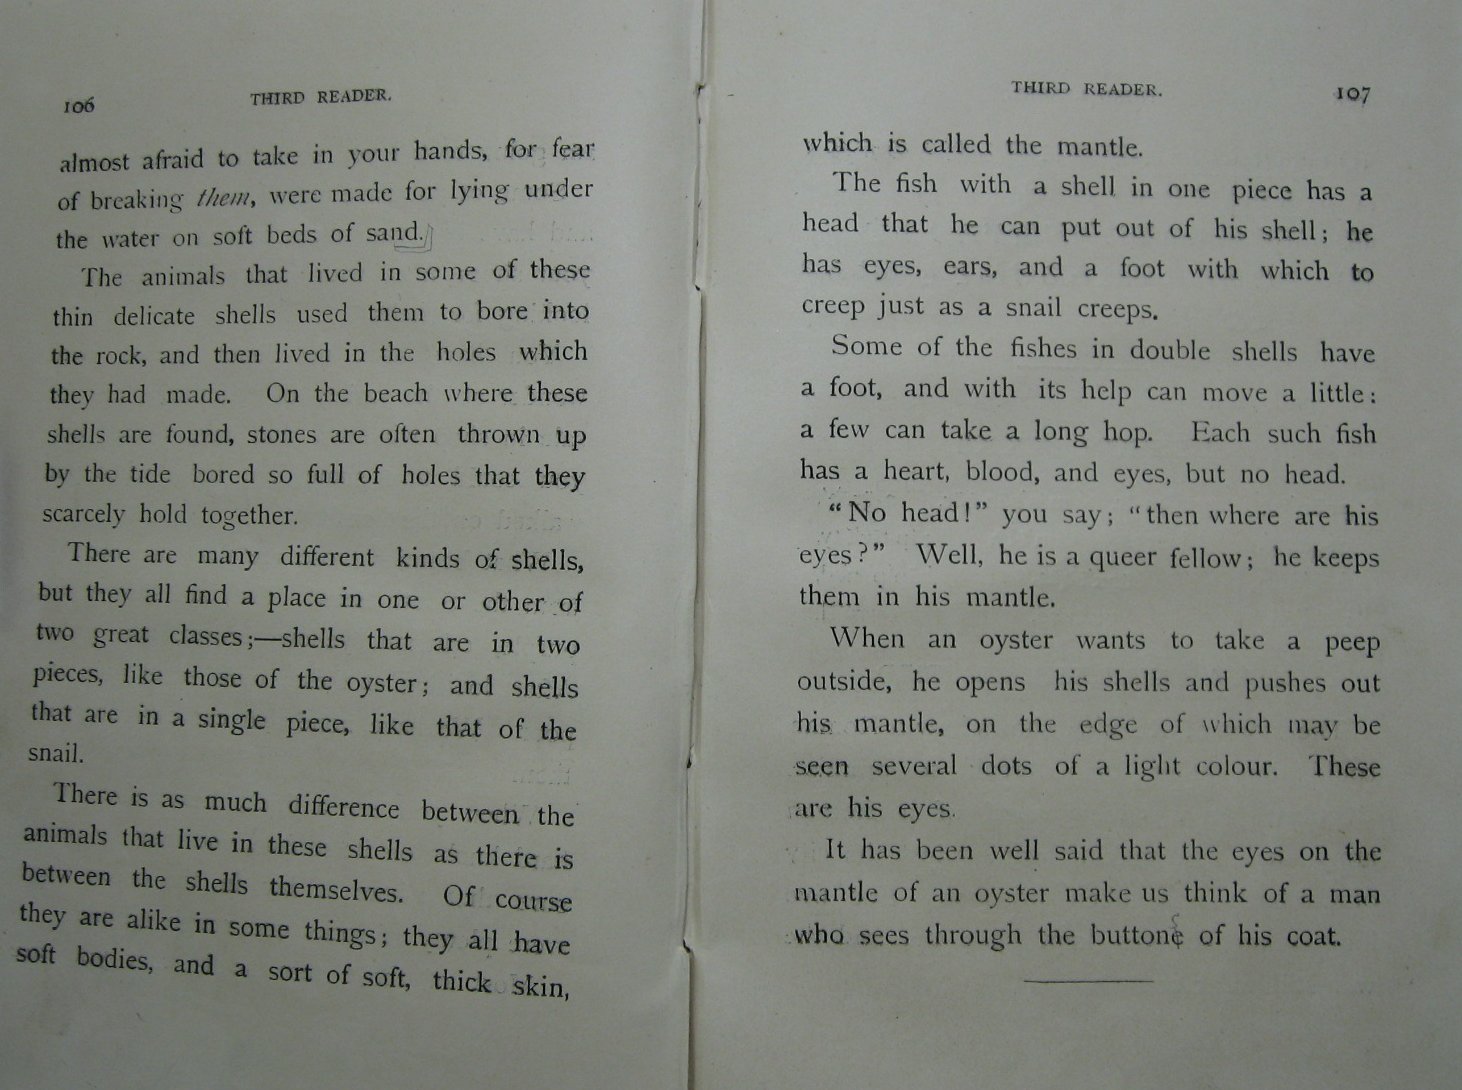 106
THIRD READER.
almost afraid to take in your hands, for fear
of breaking them, were made for lying under
the water on soft beds of sand.
The animals that lived in some of these
thin delicate shells used them to bore into
the rock, and then lived in the holes which
they had made. On the beach where these
shells are found, stones are often thrown up
by the tide bored so full of holes that they
scarcely hold together.
There are many different kinds of shells,
but they all find a place in one or other of
two great classes;—shells that are in two
pieces, like those of the oyster; and shells
that are in a single piece, like that of the
snail.
There is as much difference between the
animals that live in these shells as there is
between the shells themselves. Of course
they are alike in some things; they all have
soft bodies, and a sort of soft, thick skin,
THIRD READER.
107
which is called the mantle.
The fish with a shell in one piece has a
head that he can put out of his shell; he
has eyes, ears, and a foot with which to
creep just as a snail creeps.
Some of the fishes in double shells have
a foot, and with its help can move a little:
a few can take a long hop. Each such fish
has a heart, blood, and eyes, but no head.
"No head!" you say; "then where are his
eyes?" Well, he is a queer fellow; he keeps
them in his mantle.
When an oyster wants to take a peep
outside, he opens his shells and pushes out
his mantle, on the edge of which may be
seen several dots of a light colour. These
are his eyes.
It has been well said that the eyes on the
mantle of an oyster make us think of a man
who sees through the buttons of his coat.